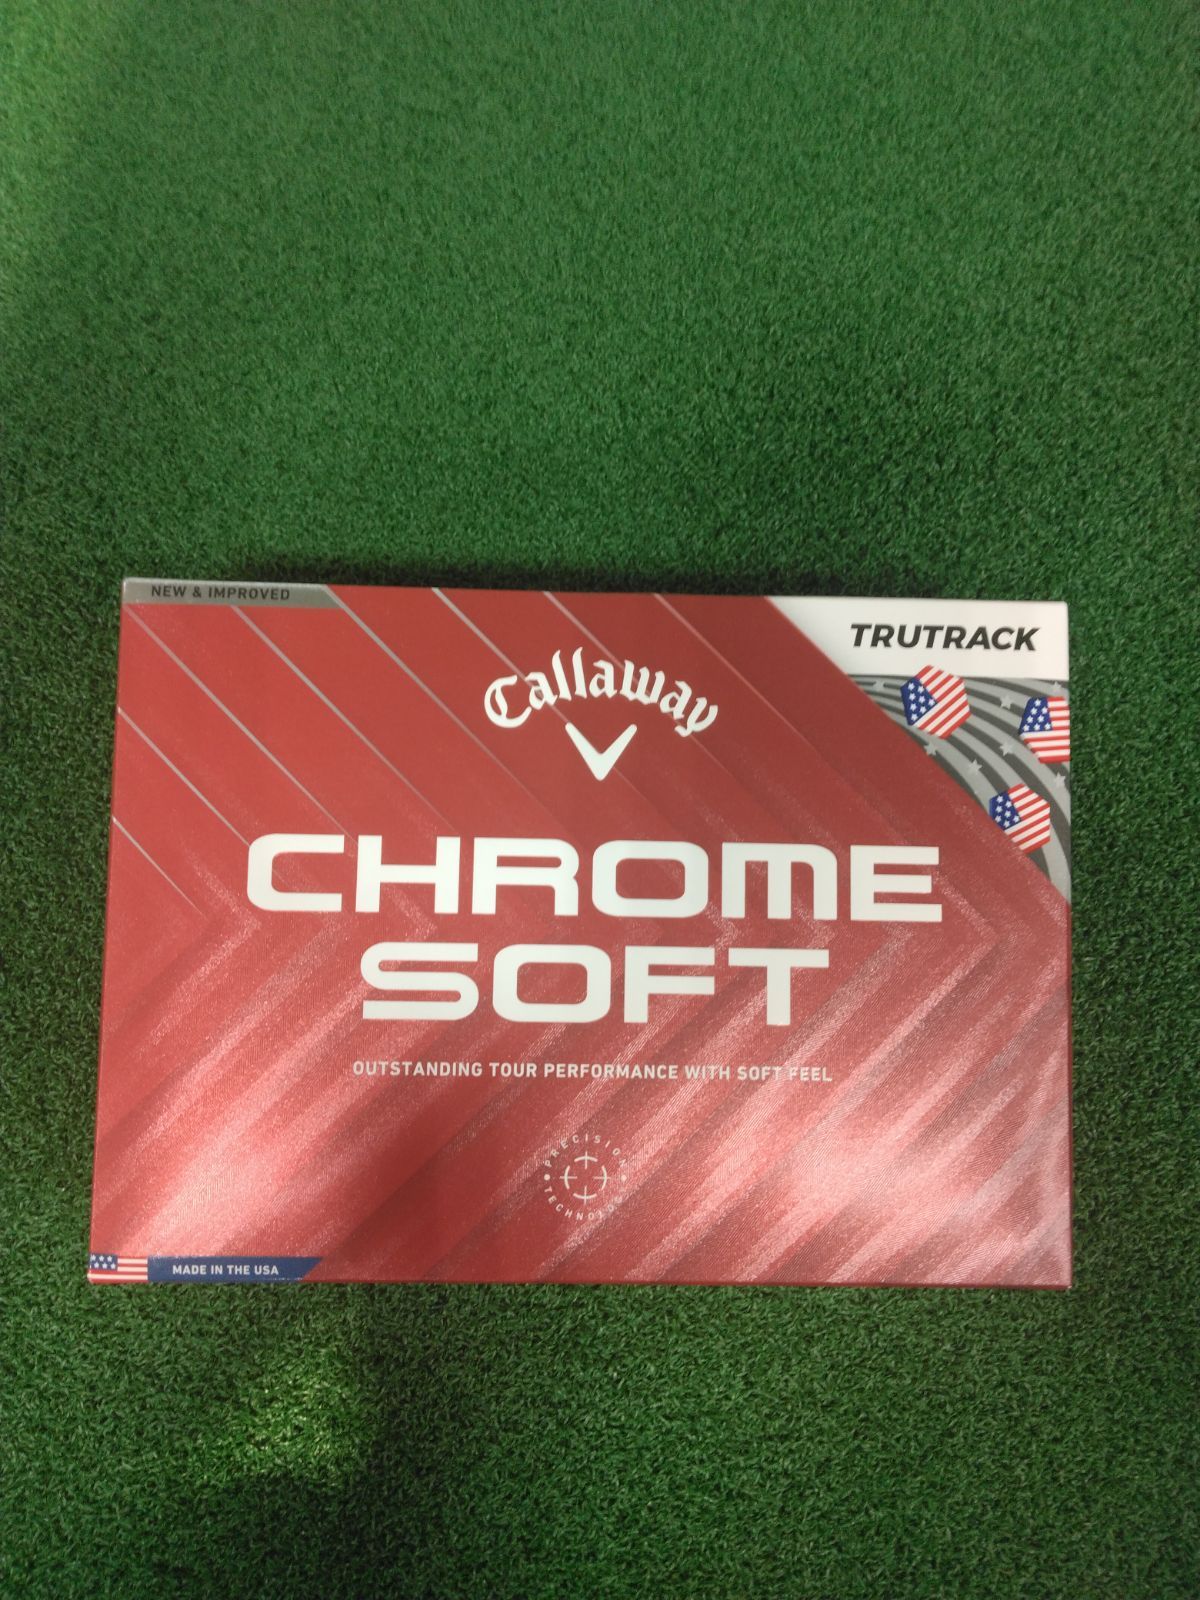 NEW & IMPROVED
TRUTRACK
Callaway
CHROME
SOFT
OUTSTANDING TOUR PERFORMANCE WITH SOFT FEEL
PRECISION
TECHNOLOGY
MADE IN THE USA